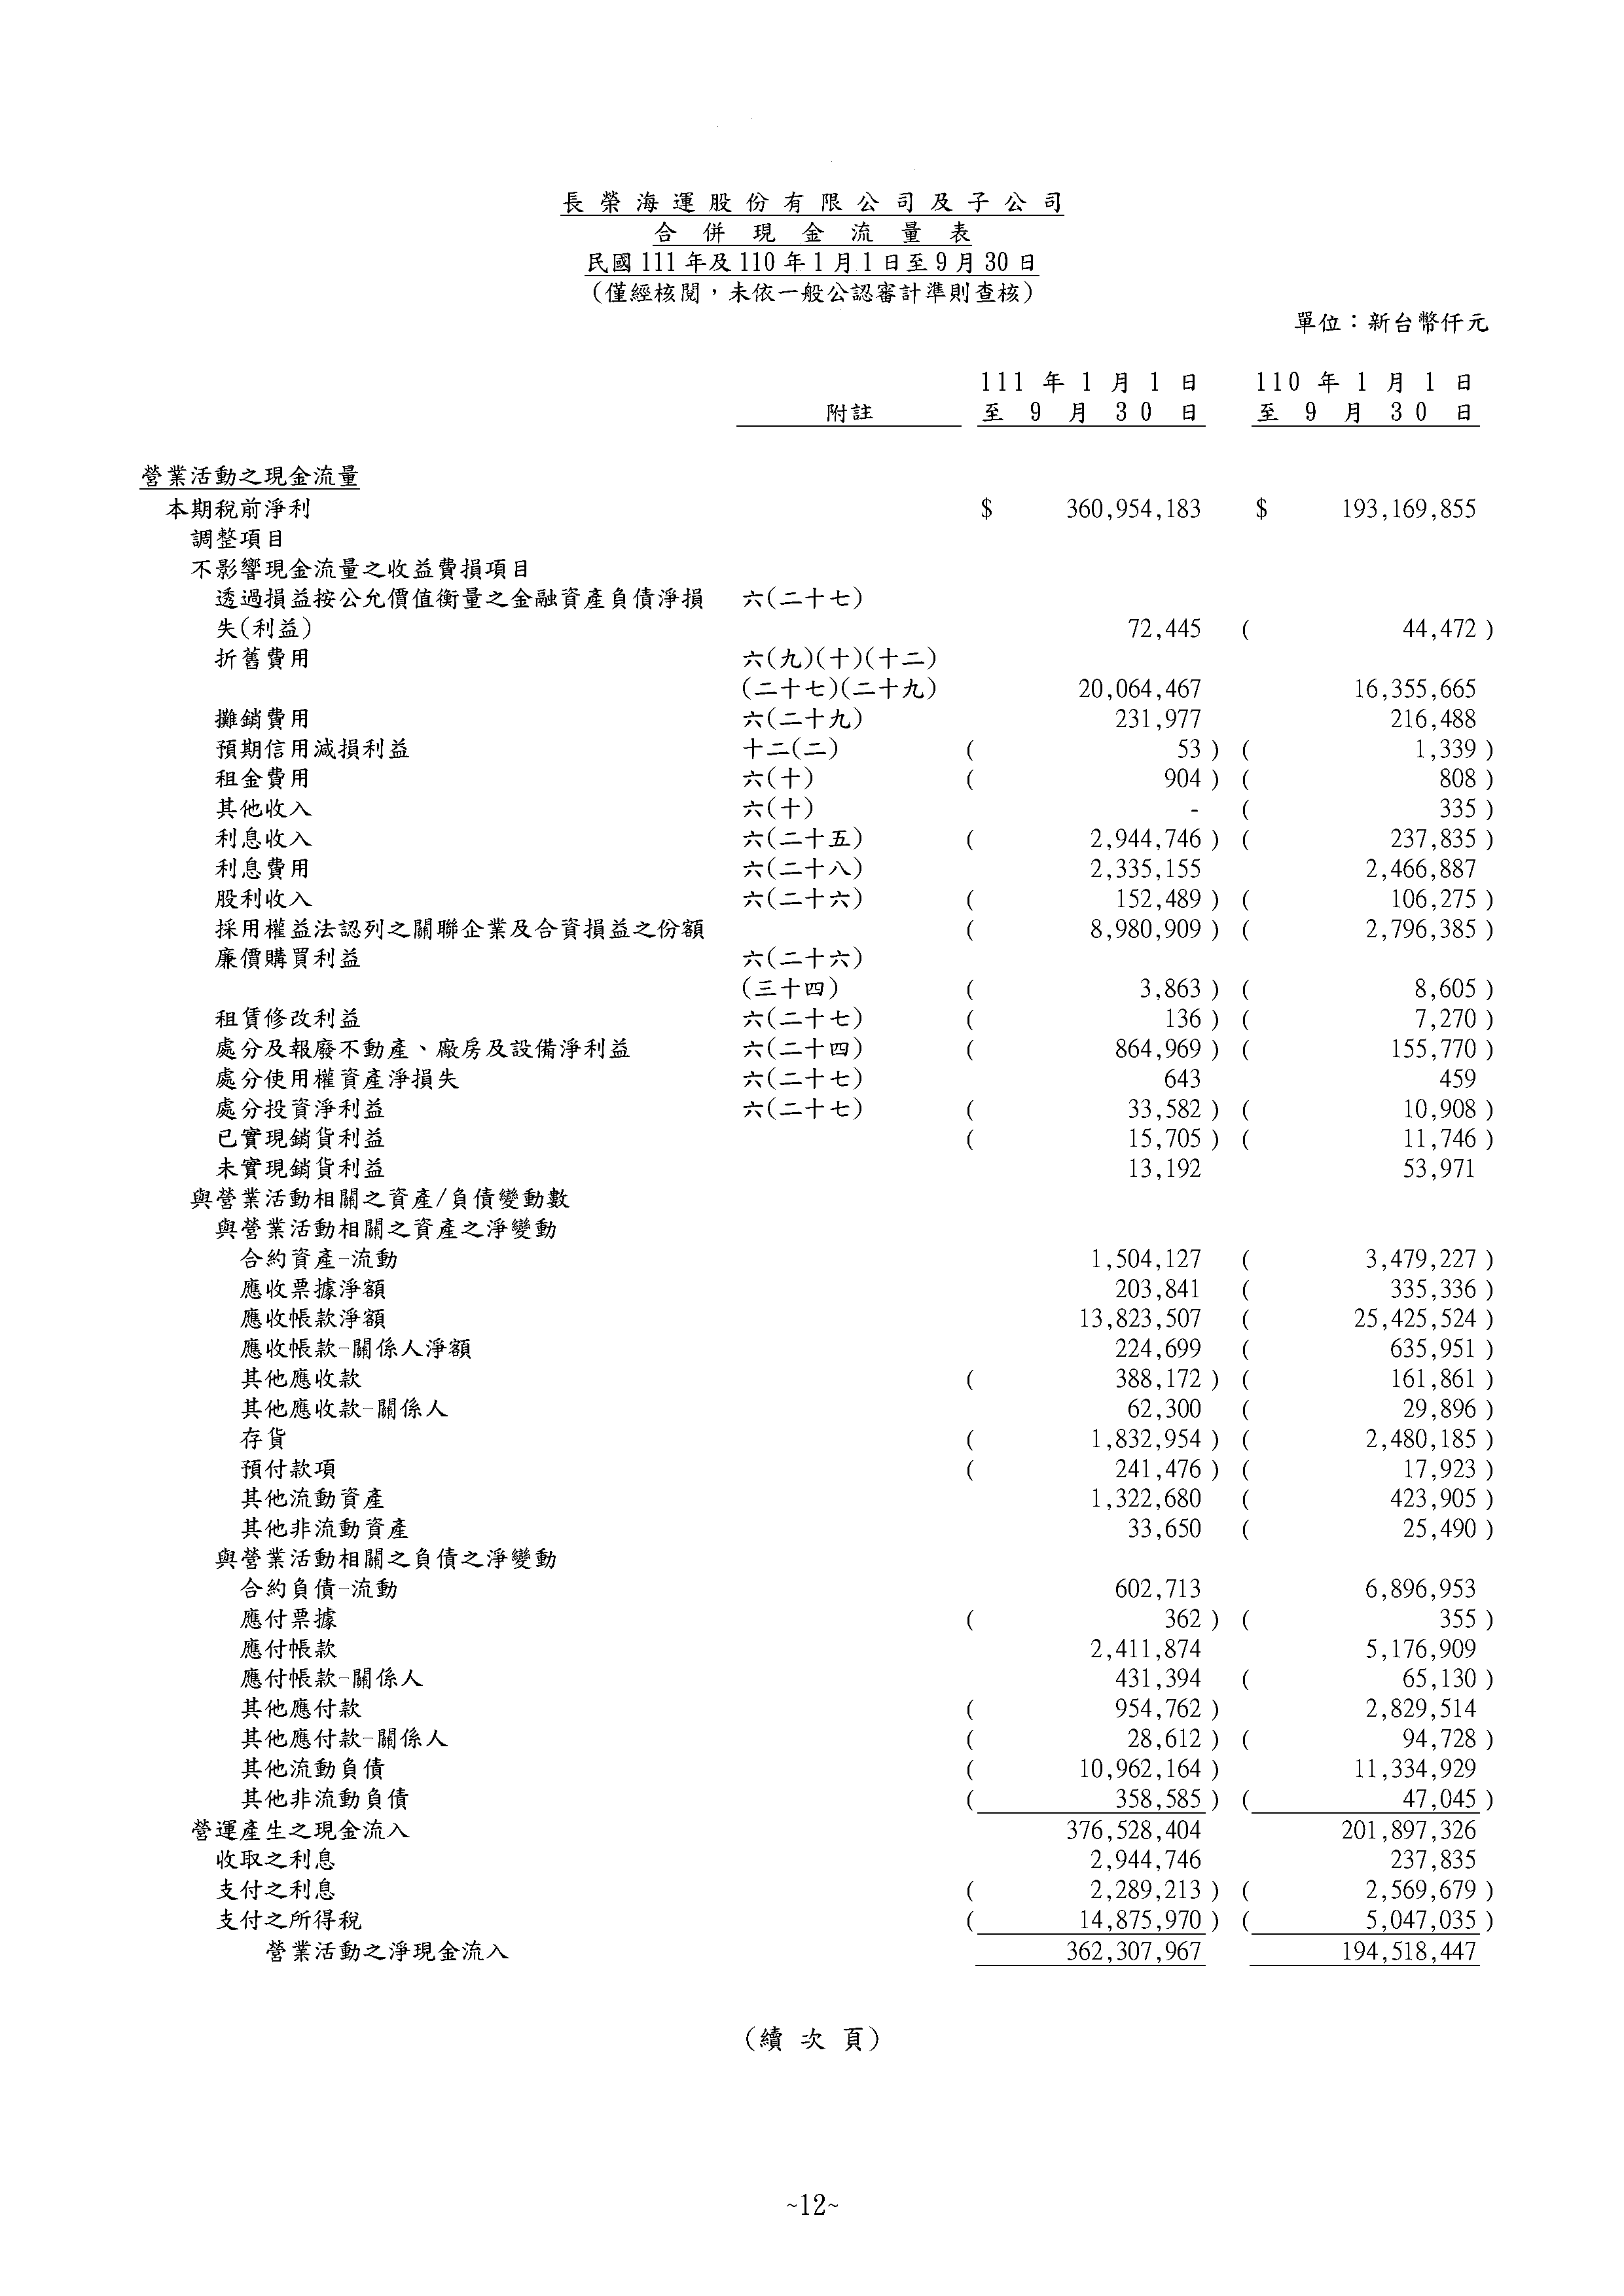 長榮海運股份有限公司及子公司
合併現金流量表
民國111年及110年1月1日至9月30日
(僅經核閱,未依一般公認審計準則查核)
單位:新台幣仟元
111年1月1日 110年1月1日
附註 至9月30日 至9月30日
營業活動之現金流量
本期稅前淨利 $ 360,954,183 $ 193,169,855
調整項目
不影響現金流量之收益費損項目
透過損益按公允價值衡量之金融資產負債淨損 六(二十七)
失(利益) 72,445 ( 44,472 )
折舊費用 六(九)(十)(十二)
(二十七)(二十九) 20,064,467 16,355,665
攤銷費用 六(二十九) 231,977 216,488
預期信用減損利益 十二(二) ( 53 ) ( 1,339 )
租金費用 六(十) ( 904 ) ( 808 )
其他收入 六(十) - ( 335 )
利息收入 六(二十五) ( 2,944,746 ) ( 237,835 )
利息費用 六(二十八) 2,335,155 2,466,887
股利收入 六(二十六) ( 152,489 ) ( 106,275 )
採用權益法認列之關聯企業及合資損益之份額 ( 8,980,909 ) ( 2,796,385 )
廉價購買利益 六(二十六)
(三十四) ( 3,863 ) ( 8,605 )
租賃修改利益 六(二十七) ( 136 ) ( 7,270 )
處分及報廢不動產、廠房及設備淨利益 六(二十四) ( 864,969 ) ( 155,770 )
處分使用權資產淨損失 六(二十七) 643 459
處分投資淨利益 六(二十七) ( 33,582 ) ( 10,908 )
已實現銷貨利益 ( 15,705 ) ( 11,746 )
未實現銷貨利益 13,192 53,971
與營業活動相關之資產/負債變動數
與營業活動相關之資產之淨變動
合約資產-流動 1,504,127 ( 3,479,227 )
應收票據淨額 203,841 ( 335,336 )
應收帳款淨額 13,823,507 ( 25,425,524 )
應收帳款-關係人淨額 224,699 ( 635,951 )
其他應收款 ( 388,172 ) ( 161,861 )
其他應收款-關係人 62,300 ( 29,896 )
存貨 ( 1,832,954 ) ( 2,480,185 )
預付款項 ( 241,476 ) ( 17,923 )
其他流動資產 1,322,680 ( 423,905 )
其他非流動資產 33,650 ( 25,490 )
與營業活動相關之負債之淨變動
合約負債-流動 602,713 6,896,953
應付票據 ( 362 ) ( 355 )
應付帳款 2,411,874 5,176,909
應付帳款-關係人 431,394 ( 65,130 )
其他應付款 ( 954,762 ) 2,829,514
其他應付款-關係人 ( 28,612 ) ( 94,728 )
其他流動負債 ( 10,962,164 ) 11,334,929
其他非流動負債 ( 358,585 ) ( 47,045 )
營運產生之現金流入 376,528,404 201,897,326
收取之利息 2,944,746 237,835
支付之利息 ( 2,289,213 ) ( 2,569,679 )
支付之所得稅 ( 14,875,970 ) ( 5,047,035 )
營業活動之淨現金流入 362,307,967 194,518,447
(續次頁)
~12~